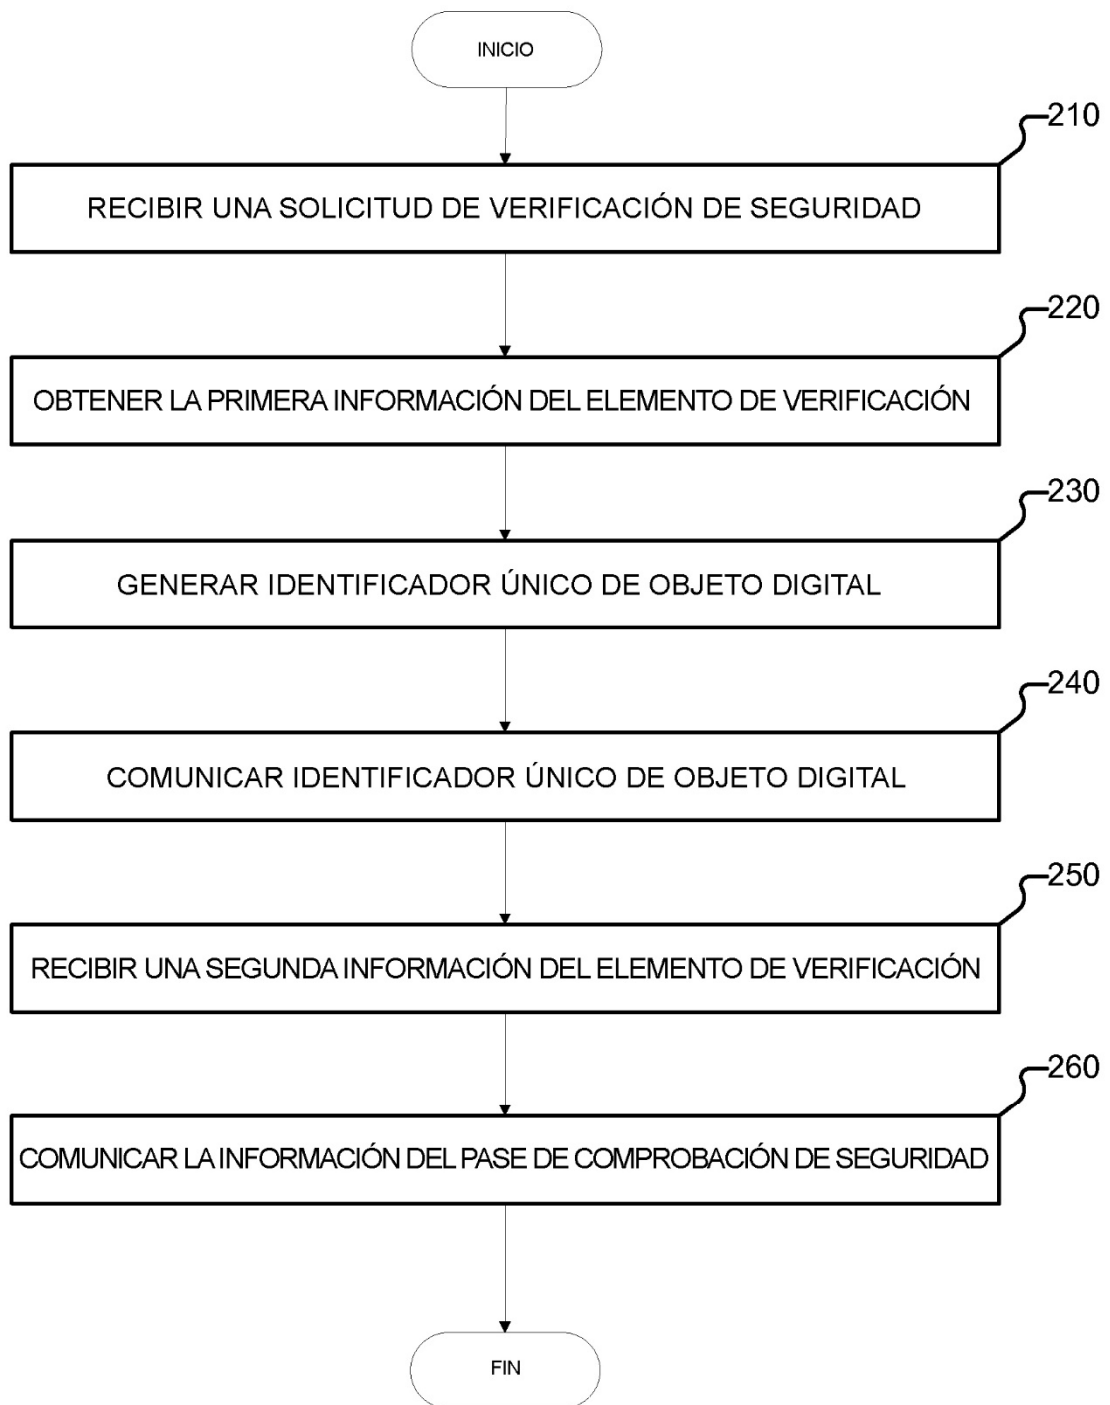 INICIO
210
RECIBIR UNA SOLICITUD DE VERIFICACIÓN DE SEGURIDAD
220
OBTENER LA PRIMERA INFORMACIÓN DEL ELEMENTO DE VERIFICACIÓN
230
GENERAR IDENTIFICADOR ÚNICO DE OBJETO DIGITAL
240
COMUNICAR IDENTIFICADOR ÚNICO DE OBJETO DIGITAL
250
RECIBIR UNA SEGUNDA INFORMACIÓN DEL ELEMENTO DE VERIFICACIÓN
260
COMUNICAR LA INFORMACIÓN DEL PASE DE COMPROBACIÓN DE SEGURIDAD
FIN